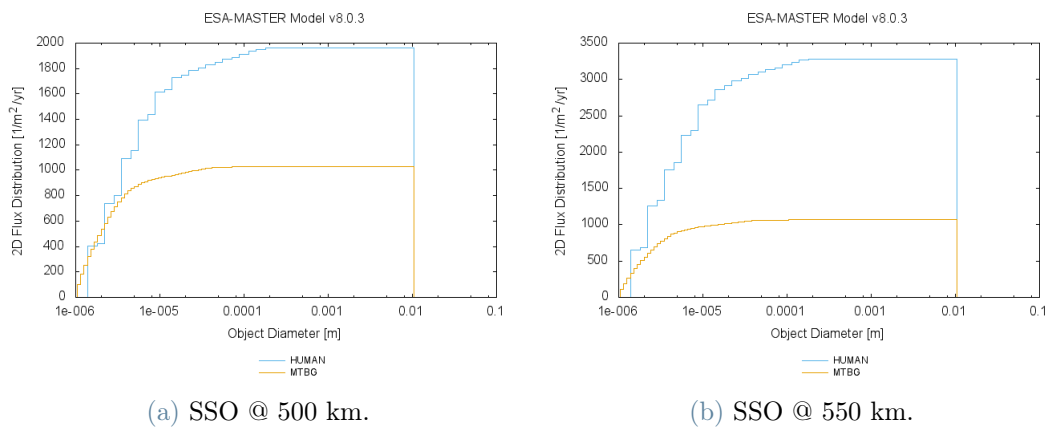 ESA-MASTER Model v8.0.3
2D Flux Distribution [1/m^2/yr]
2000
1800
1600
1400
1200
1000
800
600
400
200
0
1e-006
1e-005
0.0001
0.001
0.01
0.1
Object Diameter [m]
HUMAN
MTBG
(a) SSO @ 500 km.
ESA-MASTER Model v8.0.3
2D Flux Distribution [1/m^2/yr]
3500
3000
2500
2000
1500
1000
500
0
1e-006
1e-005
0.0001
0.001
0.01
0.1
Object Diameter [m]
HUMAN
MTBG
(b) SSO @ 550 km.